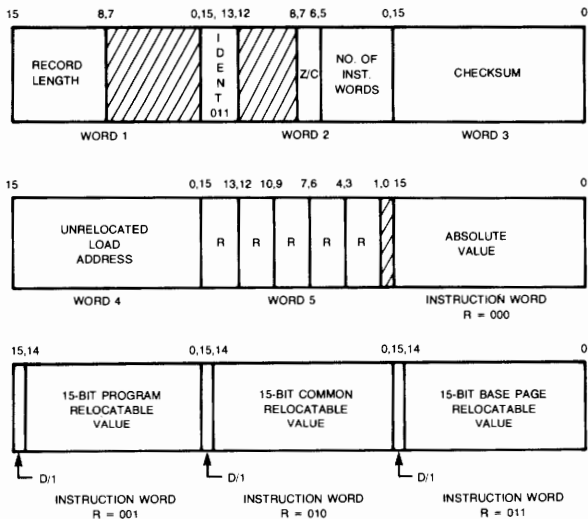 15 8,7 0,15, 13,12 8,7 6,5 0,15 0
RECORD LENGTH
I D E N T 011
Z/C
NO. OF INST. WORDS
CHECKSUM
WORD 1 WORD 2 WORD 3
15 0,15 13,12 10,9 7,6 4,3 1,0 15 0
UNRELOCATED LOAD ADDRESS
R R R R R
ABSOLUTE VALUE
WORD 4 WORD 5 INSTRUCTION WORD
R = 000
15,14 0,15,14 0,15,14 0
15-BIT PROGRAM RELOCATABLE VALUE
15-BIT COMMON RELOCATABLE VALUE
15-BIT BASE PAGE RELOCATABLE VALUE
D/1 D/1 D/1
INSTRUCTION WORD R = 001
INSTRUCTION WORD R = 010
INSTRUCTION WORD R = 011